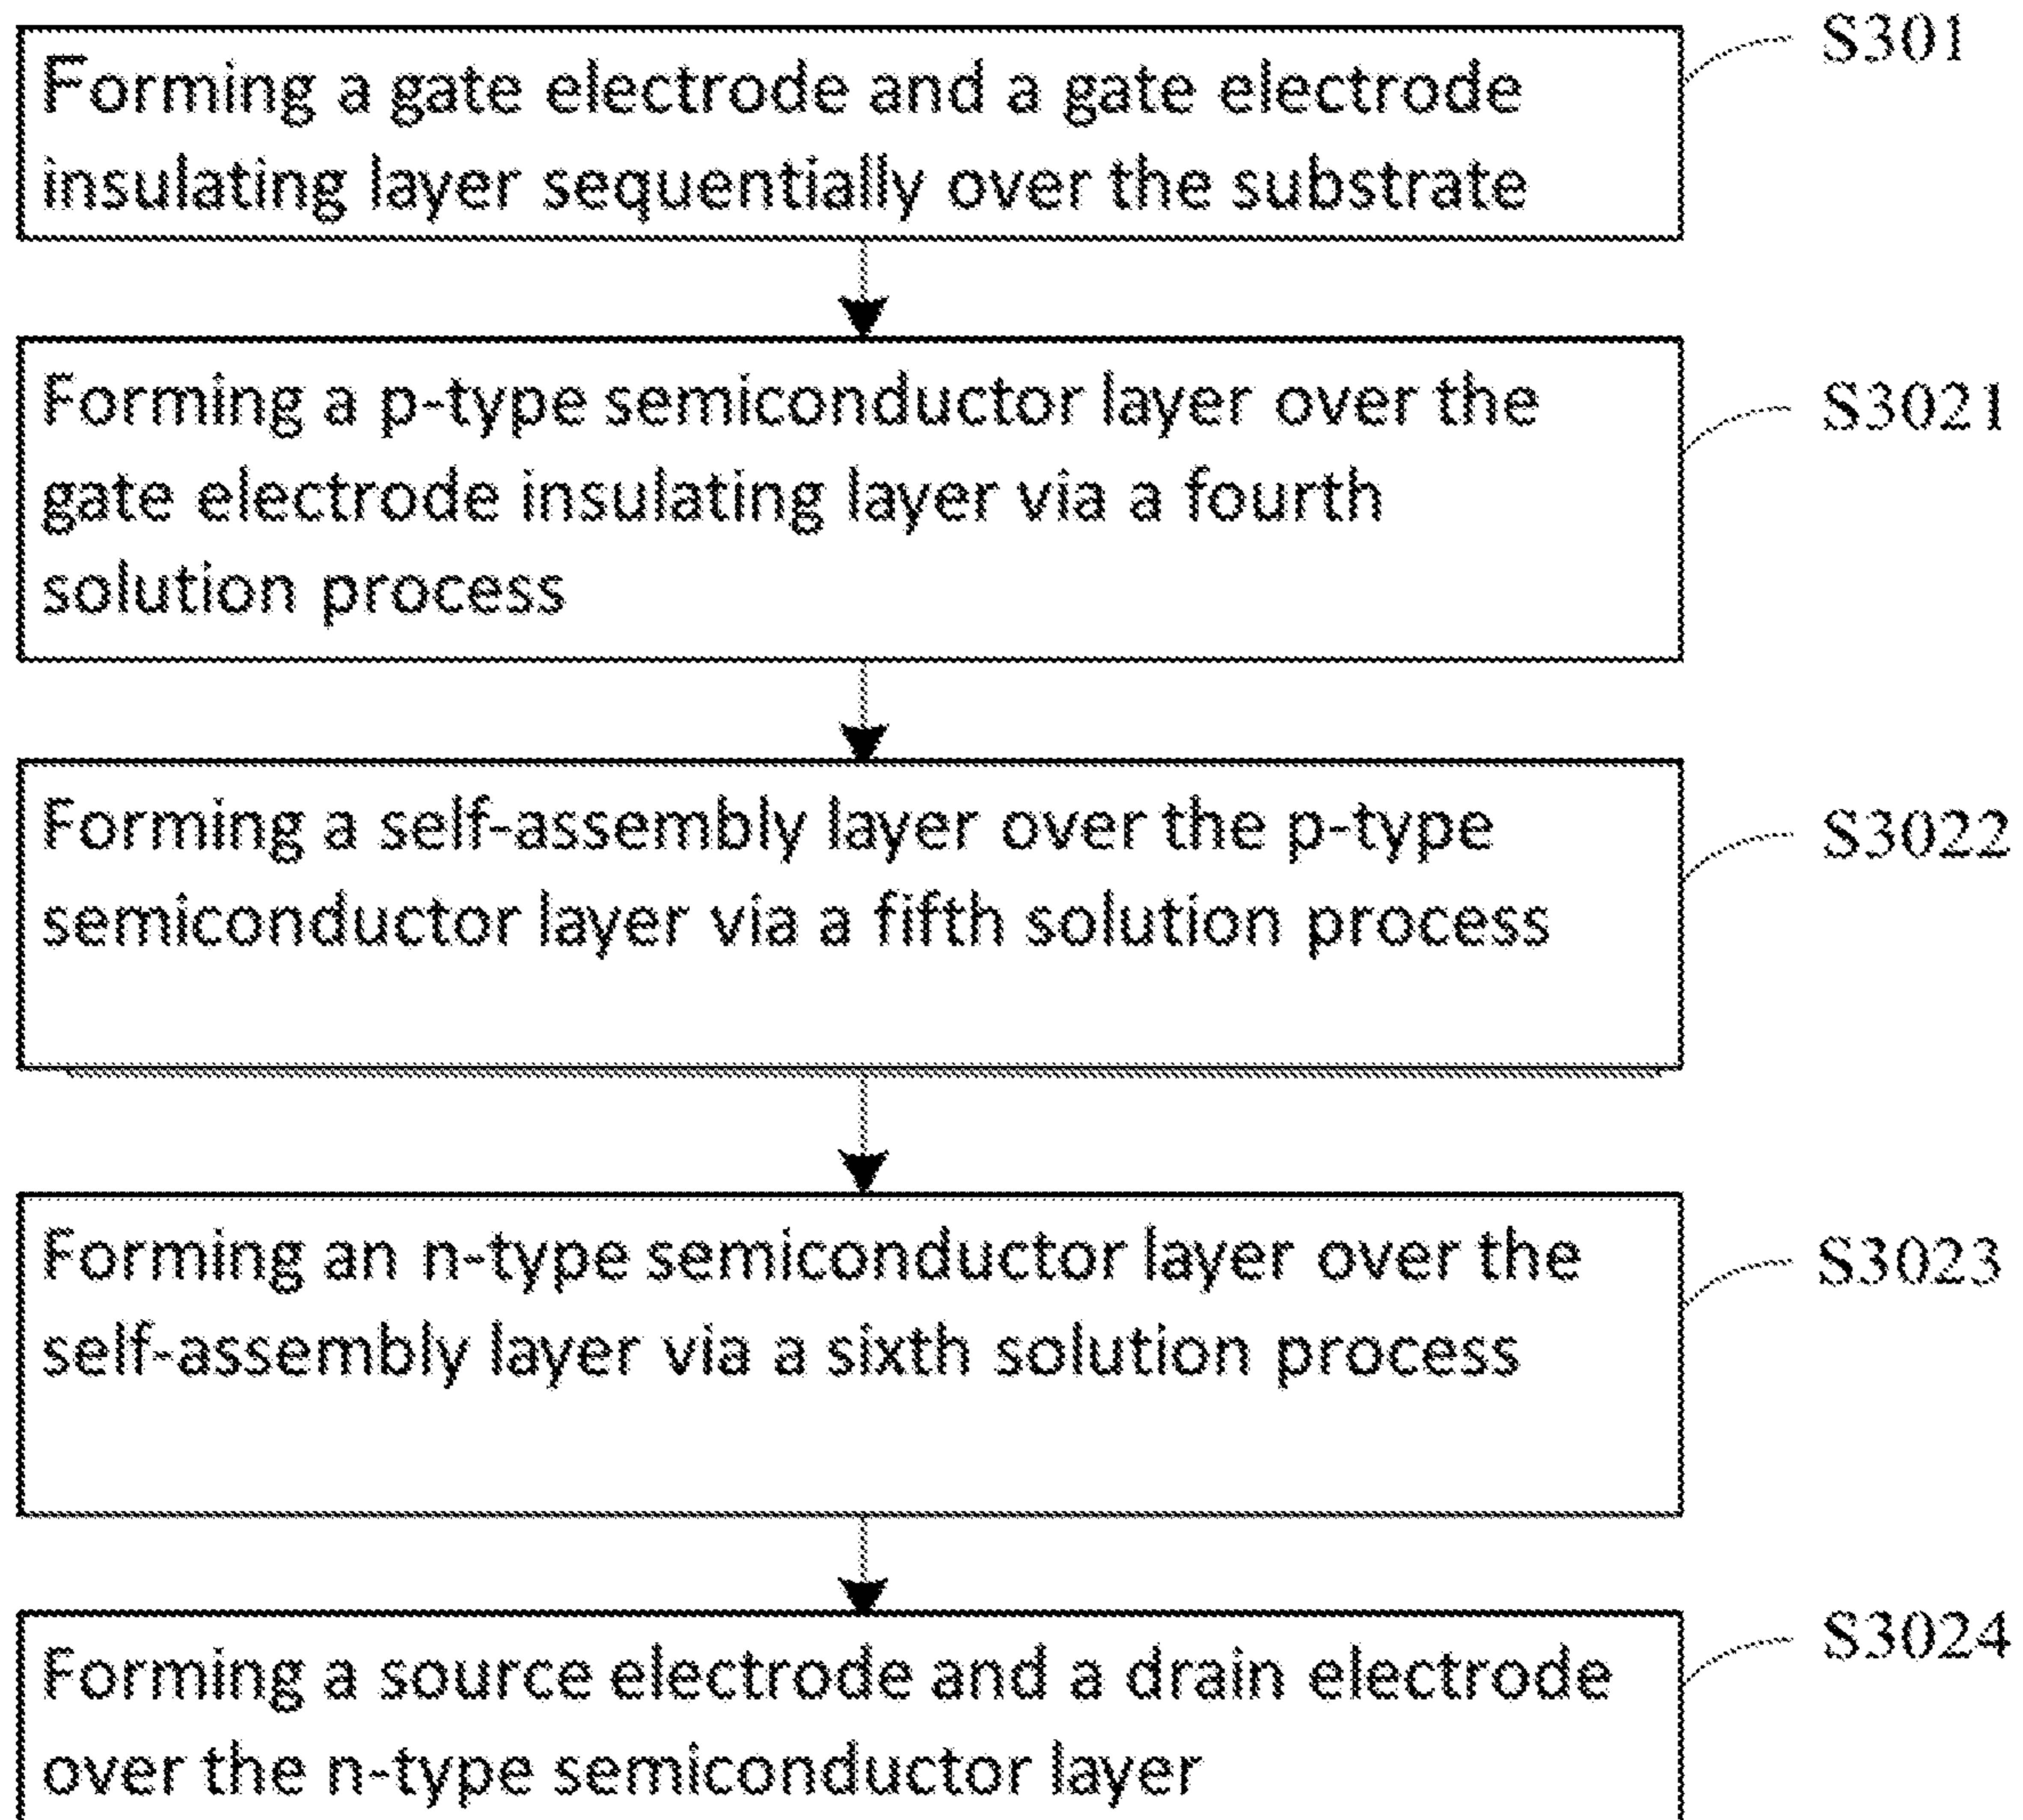 S301
Forming a gate electrode and a gate electrode
insulating layer sequentially over the substrate
Forming a p-type semiconductor layer over the
S3021
gate electrode insulating layer via a fourth
solution process
Forming a self-assembly layer over the p-type
S3022
semiconductor layer via a fifth solution process
Forming an n-type semiconductor layer over the
S3023
self-assembly layer via a sixth solution process
S3024
Forming a source electrode and a drain electrode
over the n-type semiconductor layer